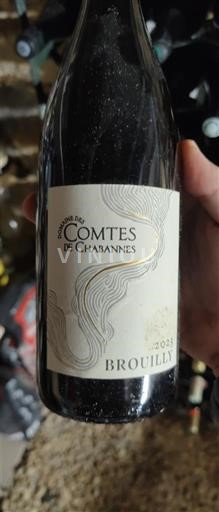 DOMAINE DES
COMTES
DE CHABANNES
2023
BROUILLY